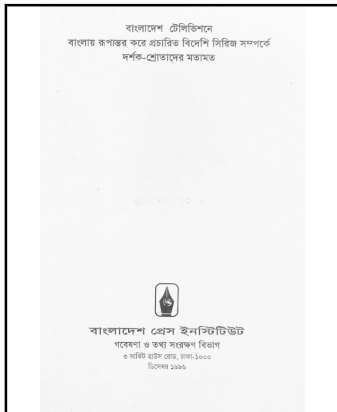 বাংলাদেশ টেলিভিশনে
বাংলায় রূপান্তর করে প্রচারিত বিদেশি সিরিজ সম্পর্কে
দর্শক-শ্রোতাদের মতামত
বাংলাদেশ প্রেস ইনস্টিটিউট
গবেষণা ও তথ্য সংরক্ষণ বিভাগ
৩ সার্কিট হাউস রোড, ঢাকা-১০০০
ডিসেম্বর ১৯৯৬